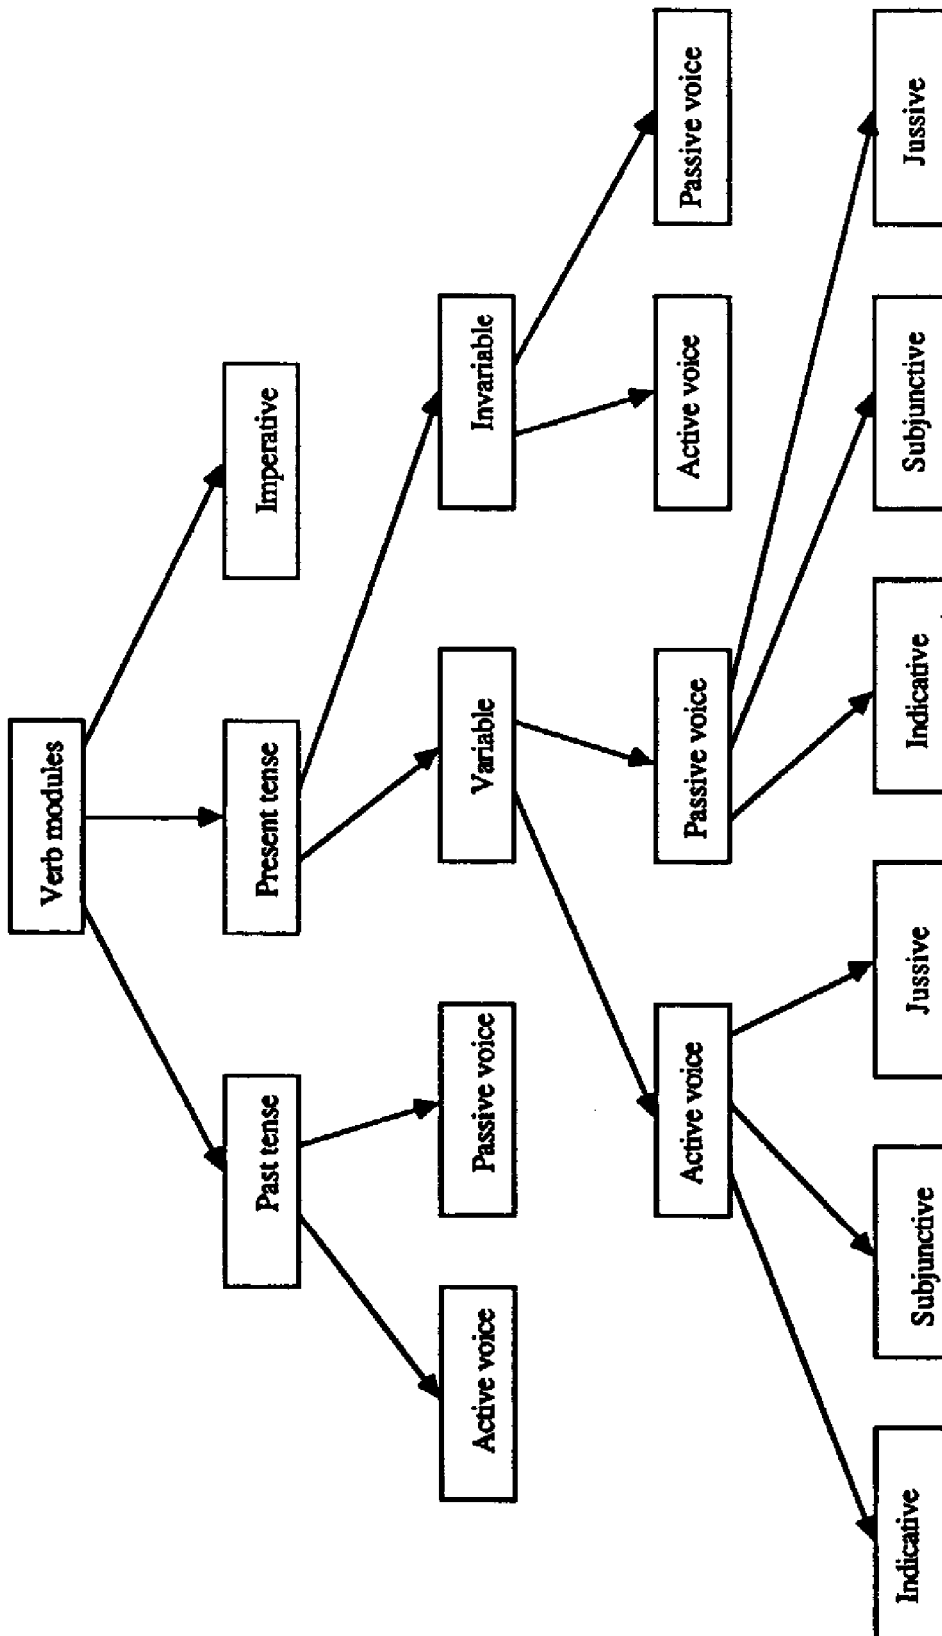 Verb modules
Past tense
Present tense
Imperative
Active voice
Passive voice
Variable
Invariable
Active voice
Passive voice
Active voice
Passive voice
Indicative
Subjunctive
Jussive
Indicative
Subjunctive
Jussive